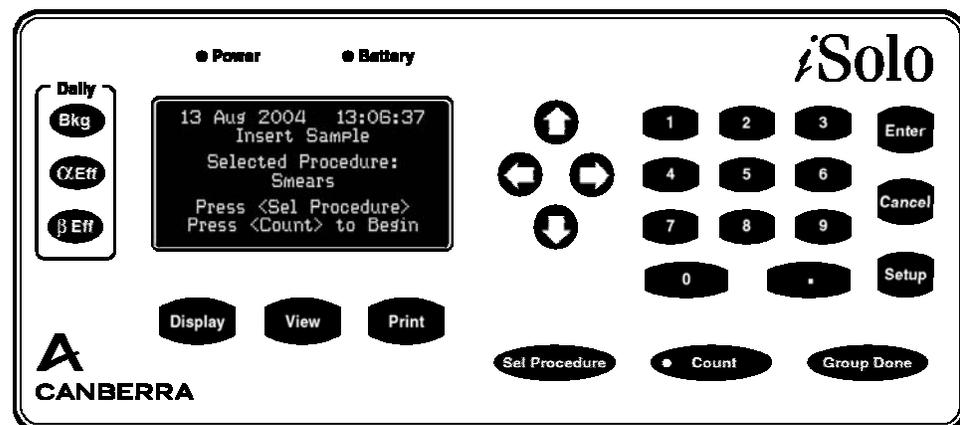 Power
Battery
iSolo
Daily
Bkg
αEff
βEff
13 Aug 2004 13:06:37
Insert Sample
Selected Procedure:
Smears
Press <Sel Procedure>
Press <Count> to Begin
1 2 3
4 5 6
7 8 9
0 .
Enter
Cancel
Setup
Display
View
Print
Sel Procedure
Count
Group Done
CANBERRA